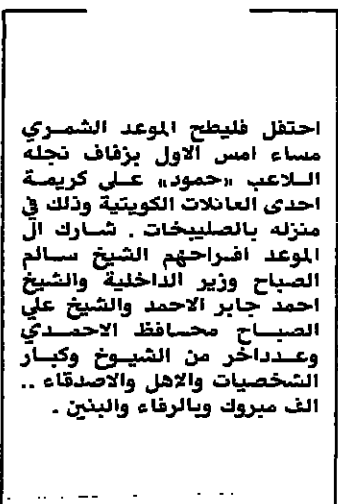 احتفل فليطح الموعد الشمري
مساء امس الاول بزفاف نجله
اللاعب «حمود» على كريمة
احدى العائلات الكويتية وذلك في
منزله بالصليبخات . شارك ال
الموعد افراحهم الشيخ سالم
الصباح وزير الداخلية والشيخ
احمد جابر الاحمد والشيخ علي
الصباح محافظ الاحمدي
وعدداخر من الشيوخ وكبار
الشخصيات والاهل والاصدقاء ..
الف مبروك وبالرفاء والبنين .